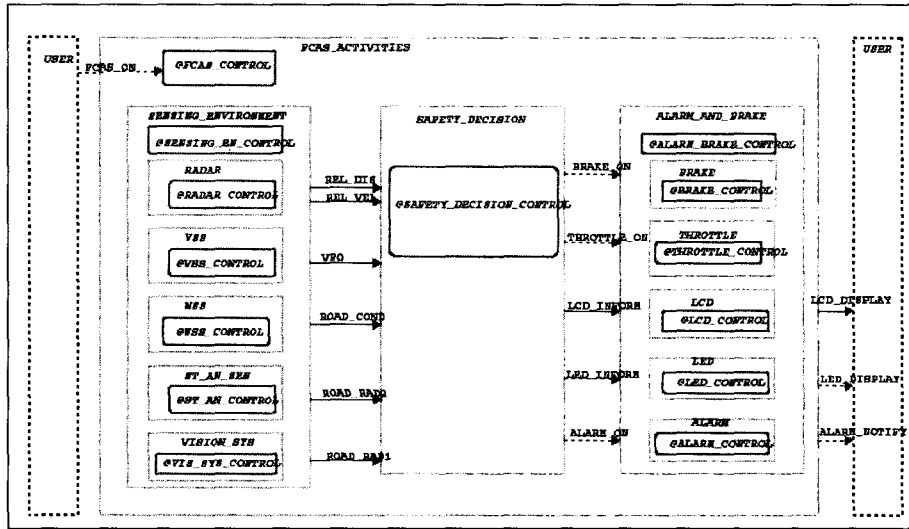 FCAS_ACTIVITIES
USER
USER
FCAS_ON
@FCAS_CONTROL
SENSING_ENVIRONMENT
@SENSING_EN_CONTROL
RADAR
@RADAR_CONTROL
VSS
@VSS_CONTROL
WSS
@WSS_CONTROL
ST_AN_SEN
@ST_AN_CONTROL
VISION_SYS
@VIS_SYS_CONTROL
REL_DIS
REL_VEL
VFO
ROAD_COND
ROAD_RAD2
ROAD_RAD1
SAFETY_DECISION
@SAFETY_DECISION_CONTROL
BRAKE_ON
THROTTLE_ON
LCD_INFORM
LED_INFORM
ALARM_ON
ALARM_AND_BRAKE
@ALARM_BRAKE_CONTROL
BRAKE
@BRAKE_CONTROL
THROTTLE
@THROTTLE_CONTROL
LCD
@LCD_CONTROL
LED
@LED_CONTROL
ALARM
@ALARM_CONTROL
LCD_DISPLAY
LED_DISPLAY
ALARM_NOTIFY